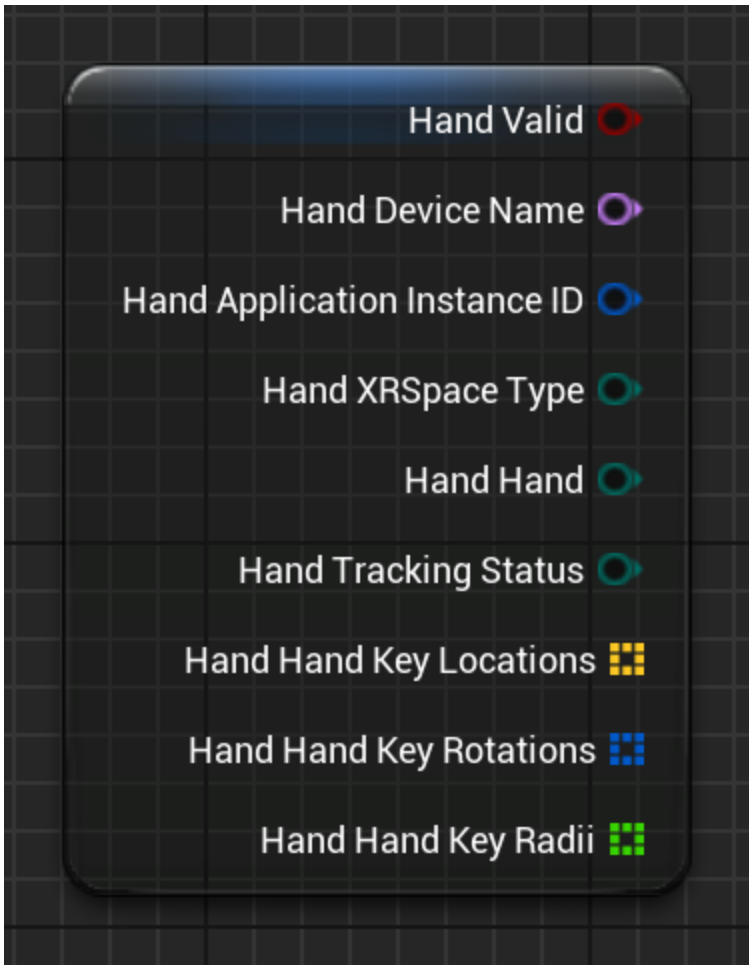 Hand Valid
Hand Device Name
Hand Application Instance ID
Hand XRSpace Type
Hand Hand
Hand Tracking Status
Hand Hand Key Locations
Hand Hand Key Rotations
Hand Hand Key Radii